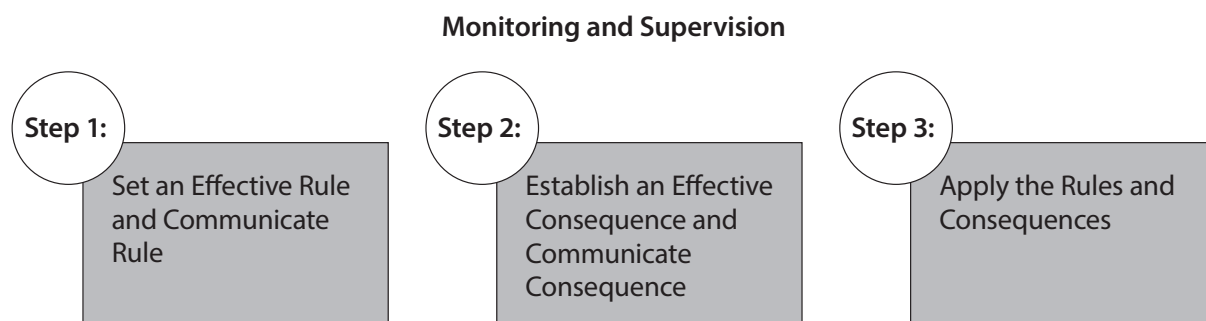 Monitoring and Supervision
Step 1:
Set an Effective Rule
and Communicate
Rule
Step 2:
Establish an Effective
Consequence and
Communicate
Consequence
Step 3:
Apply the Rules and
Consequences